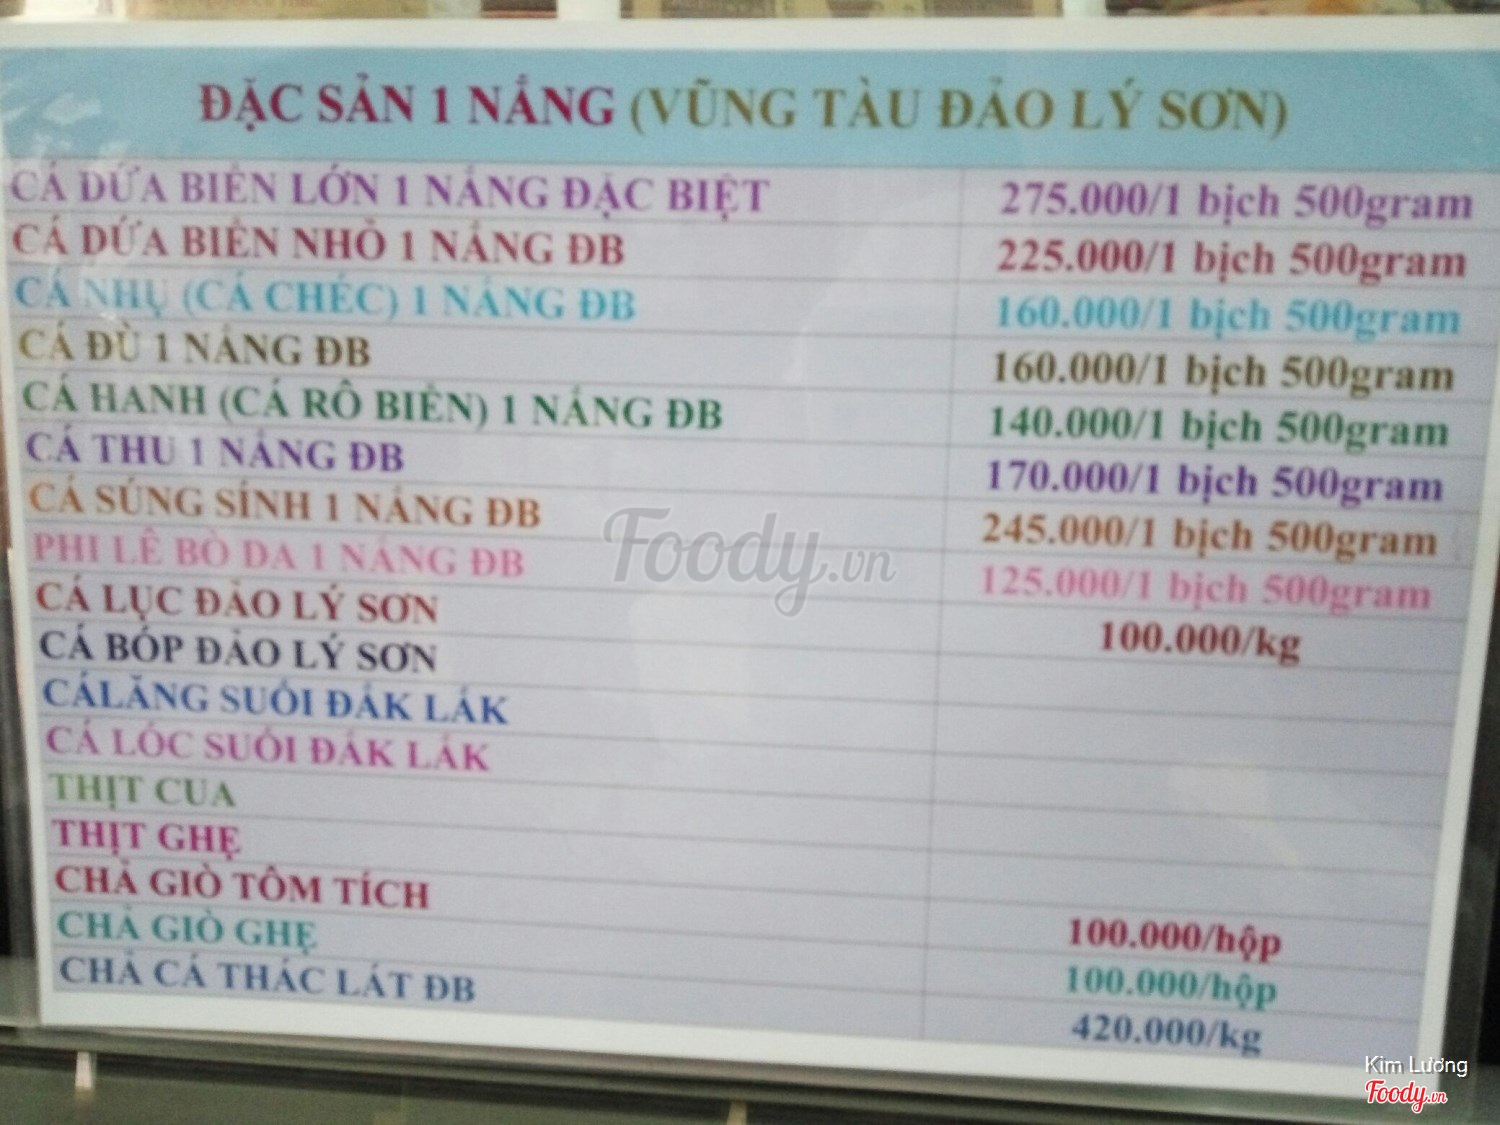 ĐẶC SẢN 1 NẮNG (VŨNG TÀU ĐẢO LÝ SƠN)
CÁ DỨA BIỂN LỚN 1 NẮNG ĐẶC BIỆT 275.000/1 bịch 500gram
CÁ DỨA BIỂN NHỎ 1 NẮNG ĐB 225.000/1 bịch 500gram
CÁ NHỤ (CÁ CHÉC) 1 NẮNG ĐB 160.000/1 bịch 500gram
CÁ ĐÙ 1 NẮNG ĐB 160.000/1 bịch 500gram
CÁ HANH (CÁ RÔ BIỂN) 1 NẮNG ĐB 140.000/1 bịch 500gram
CÁ THU 1 NẮNG ĐB 170.000/1 bịch 500gram
CÁ SÚNG SÍNH 1 NẮNG ĐB 245.000/1 bịch 500gram
PHI LÊ BÒ DA 1 NẮNG ĐB 125.000/1 bịch 500gram
CÁ LỤC ĐẢO LÝ SƠN 100.000/kg
CÁ BÓP ĐẢO LÝ SƠN
CÁLĂNG SUỐI ĐẮK LẮK
CÁ LÓC SUỐI ĐẮK LẮK
THỊT CUA
THỊT GHẸ
CHẢ GIÒ TÔM TÍCH 100.000/hộp
CHẢ GIÒ GHẸ 100.000/hộp
CHẢ CÁ THÁC LÁT ĐB 420.000/kg
Foody.vn
Kim Lương
Foody.vn